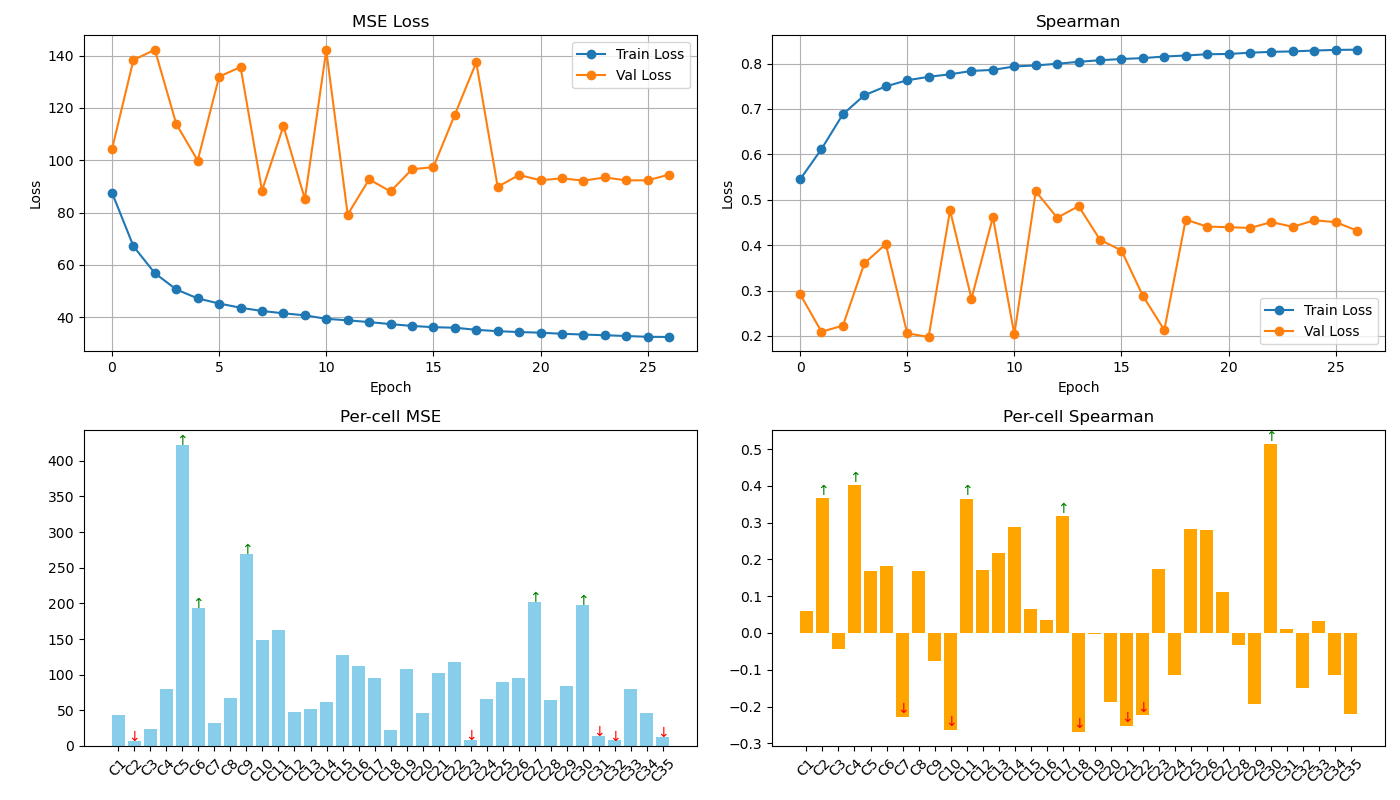 MSE Loss
140
120
100
80
60
40
Loss
0
5
10
15
20
25
Epoch
Train Loss
Val Loss
Spearman
0.8
0.7
0.6
0.5
0.4
0.3
0.2
Loss
0
5
10
15
20
25
Epoch
Train Loss
Val Loss
Per-cell MSE
400
350
300
250
200
150
100
50
0
↑
↓
↑
↑
↑
↓
↑
↑
↓
↓
↓
C1
C2
C3
C4
C5
C6
C7
C8
C9
C10
C11
C12
C13
C14
C15
C16
C17
C18
C19
C20
C21
C22
C23
C24
C25
C26
C27
C28
C29
C30
C31
C32
C33
C34
C35
Per-cell Spearman
0.5
0.4
0.3
0.2
0.1
0.0
−0.1
−0.2
−0.3
↑
↑
↓
↓
↑
↑
↓
↓
↓
↑
C1
C2
C3
C4
C5
C6
C7
C8
C9
C10
C11
C12
C13
C14
C15
C16
C17
C18
C19
C20
C21
C22
C23
C24
C25
C26
C27
C28
C29
C30
C31
C32
C33
C34
C35